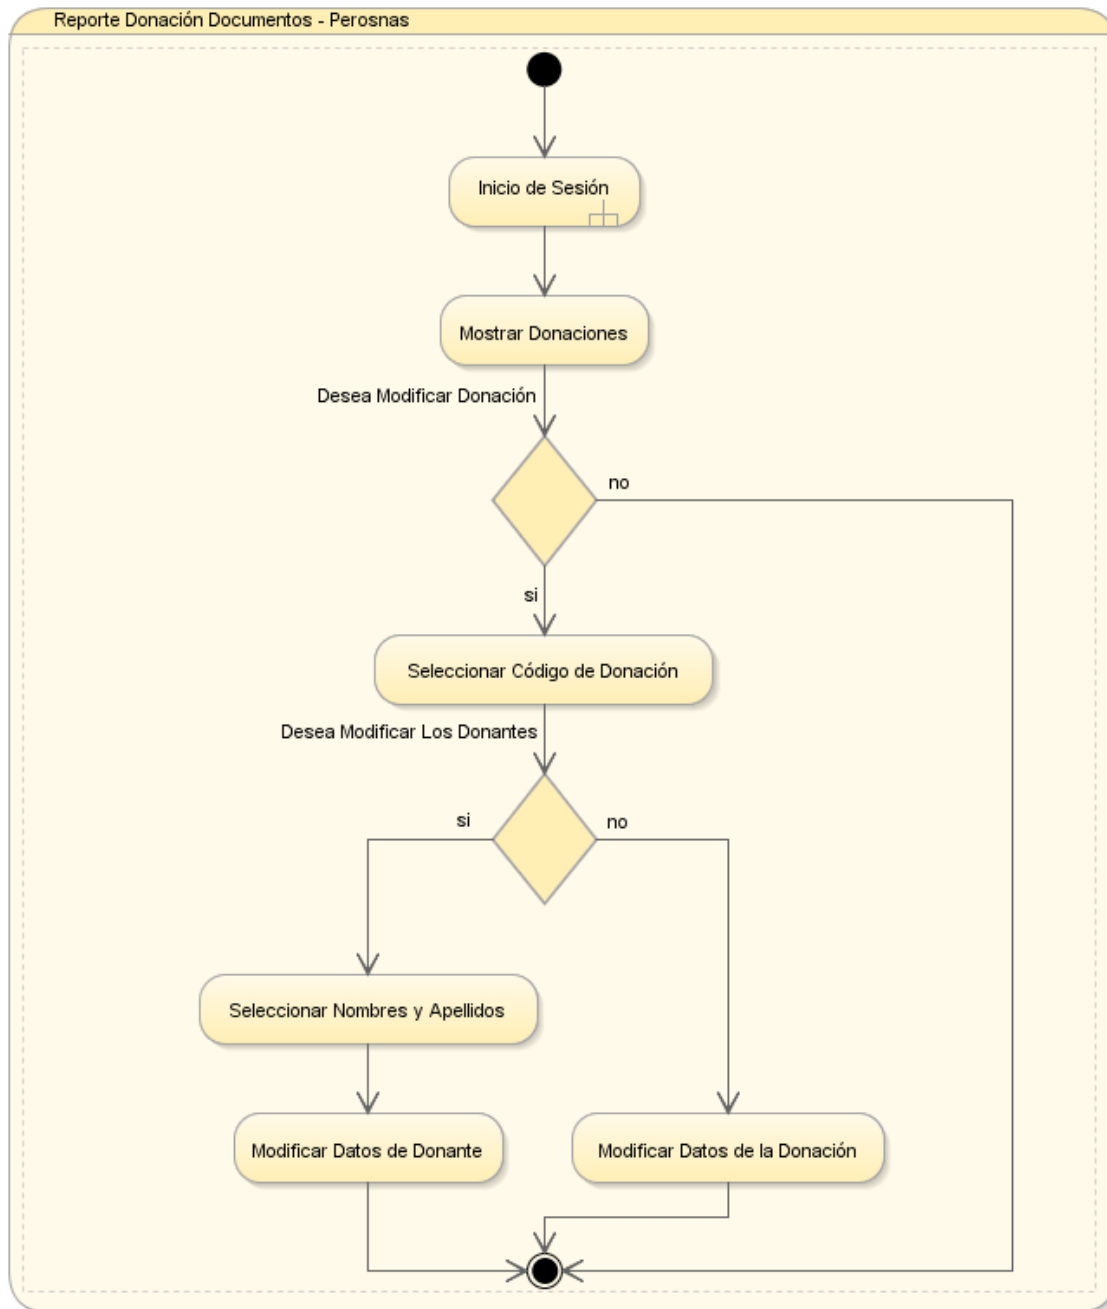 Reporte Donación Documentos - Perosnas
Inicio de Sesión
Mostrar Donaciones
Desea Modificar Donación
no
si
Seleccionar Código de Donación
Desea Modificar Los Donantes
si
no
Seleccionar Nombres y Apellidos
Modificar Datos de Donante
Modificar Datos de la Donación